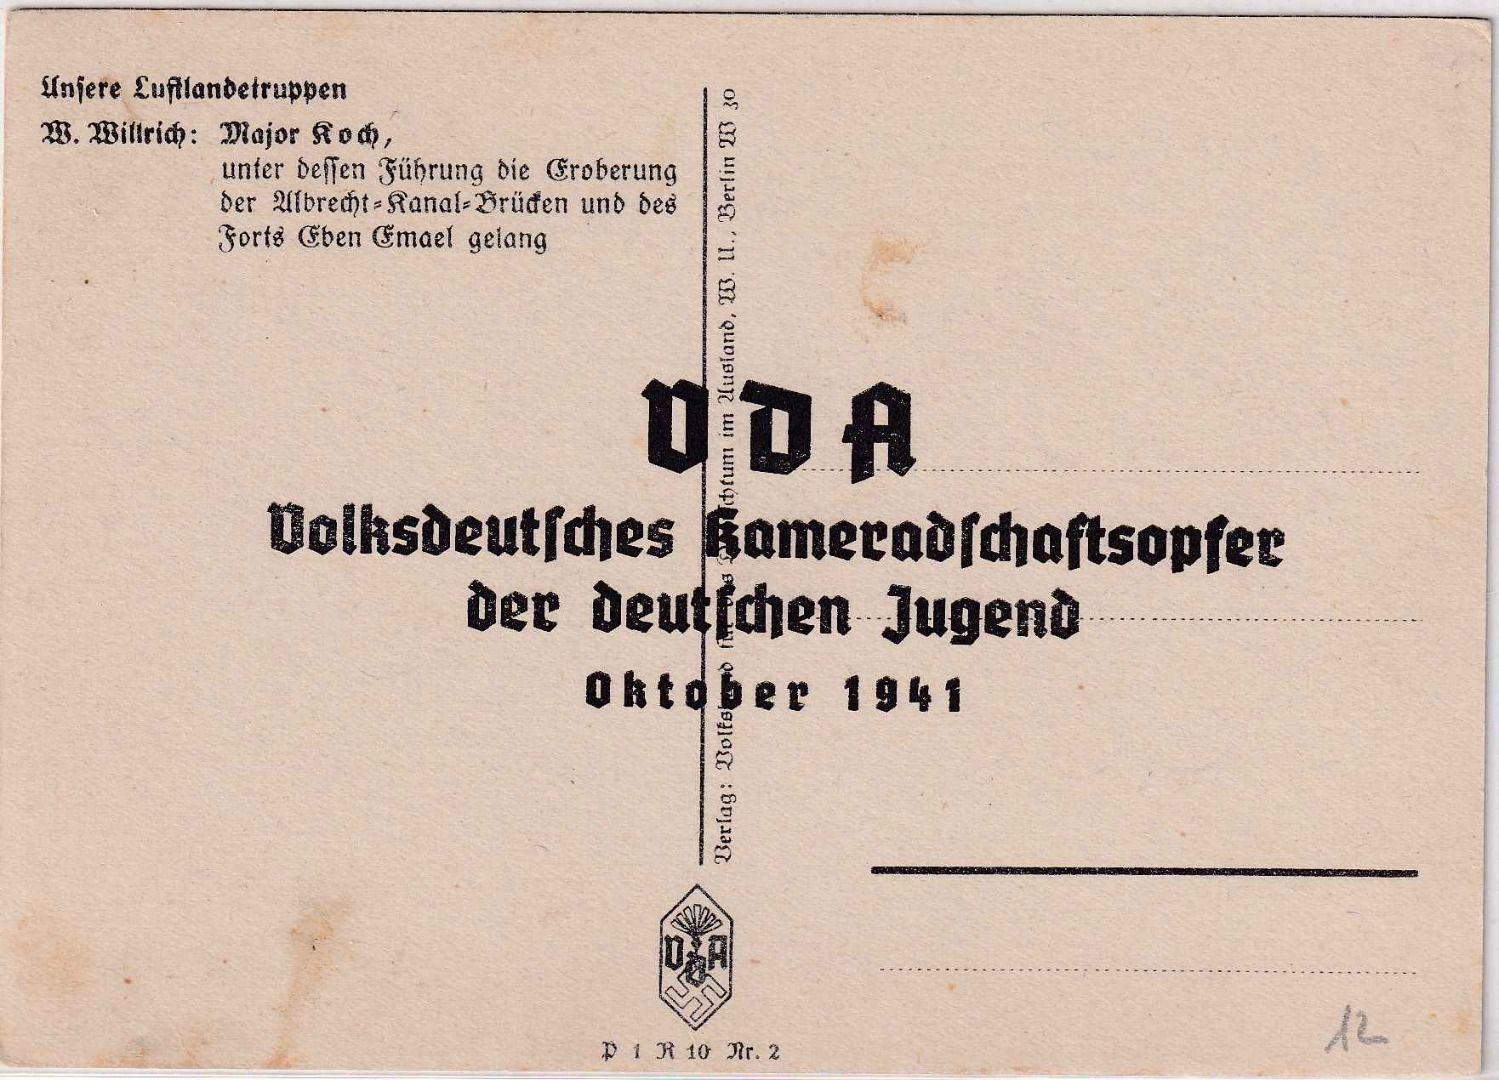 Unsere Luftlandetruppen
W. Willrich: Major Koch,
unter dessen Führung die Eroberung
der Albrecht-Kanal-Brücken und des
Forts Eben Emael gelang
Verlag: Volksbund für das Deutschtum im Ausland, W. U., Berlin W 30
VDA
Volksdeutsches Kameradschaftsopfer
der deutschen Jugend
Oktober 1941
VDA
P 1 R 10 Nr. 2
12